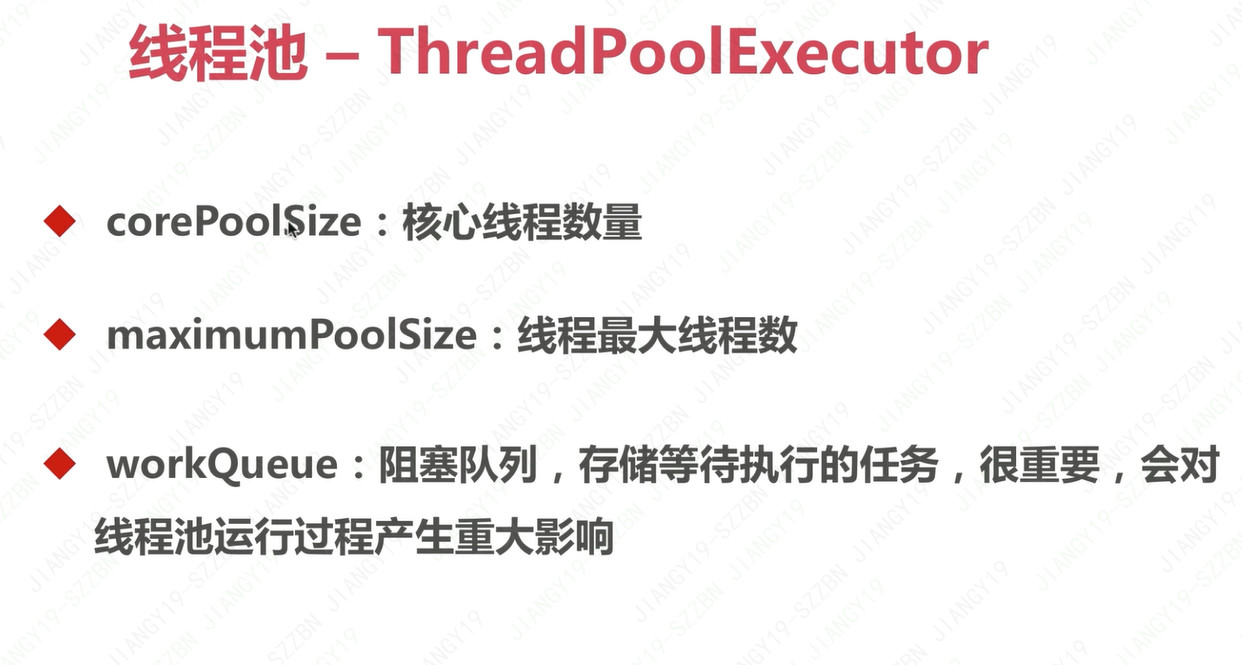 线程池 – ThreadPoolExecutor
corePoolSize：核心线程数量
maximumPoolSize：线程最大线程数
workQueue：阻塞队列，存储等待执行的任务，很重要，会对
线程池运行过程产生重大影响
JIANGY19-SZZBN